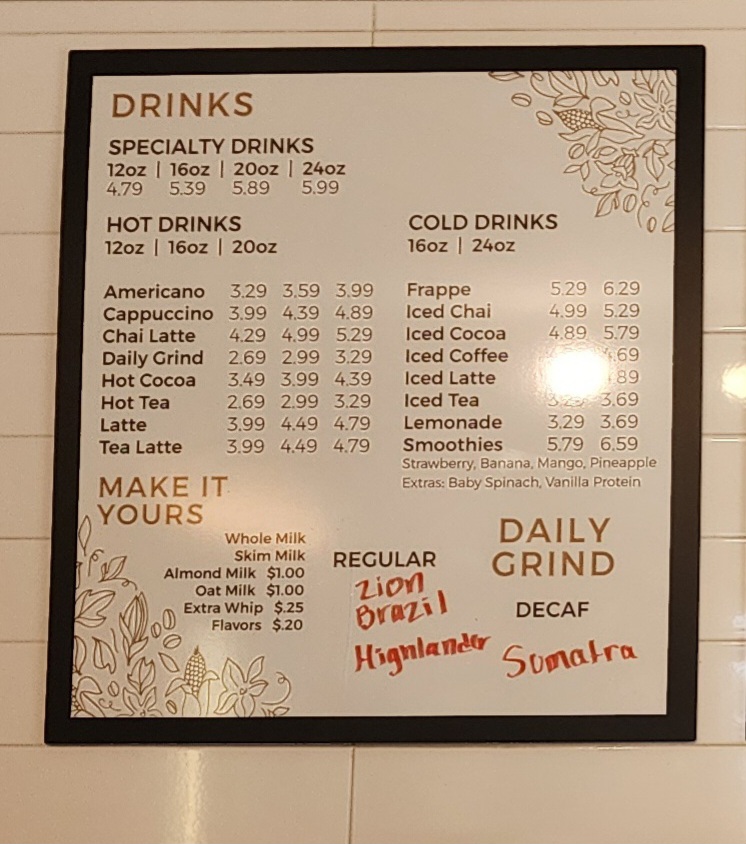 DRINKS
SPECIALTY DRINKS
12oz | 16oz | 20oz | 24oz
4.79 5.39 5.89 5.99
HOT DRINKS
12oz | 16oz | 20oz
Americano 3.29 3.59 3.99
Cappuccino 3.99 4.39 4.89
Chai Latte 4.29 4.99 5.29
Daily Grind 2.69 2.99 3.29
Hot Cocoa 3.49 3.99 4.39
Hot Tea 2.69 2.99 3.29
Latte 3.99 4.49 4.79
Tea Latte 3.99 4.49 4.79
COLD DRINKS
16oz | 24oz
Frappe 5.29 6.29
Iced Chai 4.99 5.29
Iced Cocoa 4.89 5.79
Iced Coffee
Iced Latte
Iced Tea 3.69
Lemonade 3.29 3.69
Smoothies 5.79 6.59
Strawberry, Banana, Mango, Pineapple
Extras: Baby Spinach, Vanilla Protein
MAKE IT
YOURS
Whole Milk
Skim Milk
Almond Milk $1.00
Oat Milk $1.00
Extra Whip $.25
Flavors $.20
DAILY
GRIND
REGULAR
Zion
Brazil
Highlander
DECAF
Sumatra